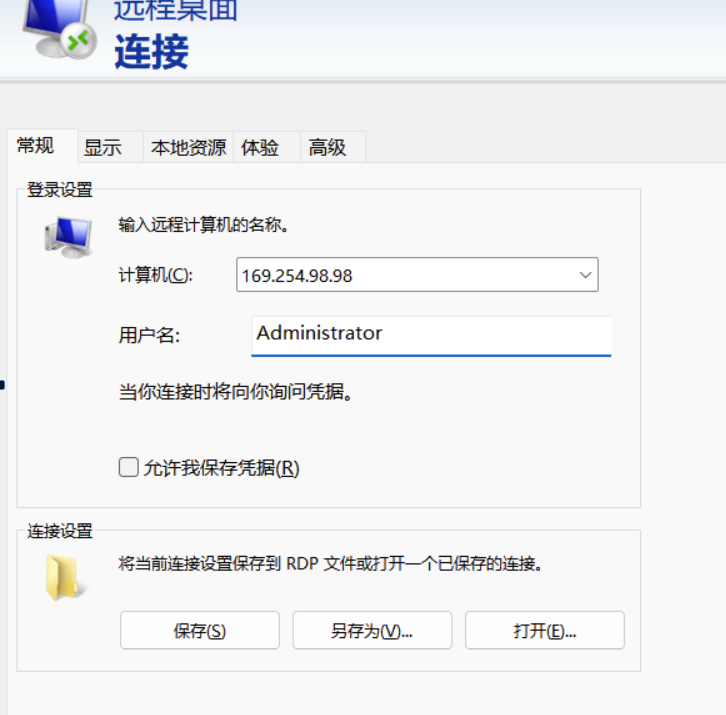 远程桌面
连接
常规 显示 本地资源 体验 高级
登录设置
输入远程计算机的名称。
计算机(C): 169.254.98.98
用户名: Administrator
当你连接时将向你询问凭据。
允许我保存凭据(R)
连接设置
将当前连接设置保存到 RDP 文件或打开一个已保存的连接。
保存(S) 另存为(V)... 打开(E)...